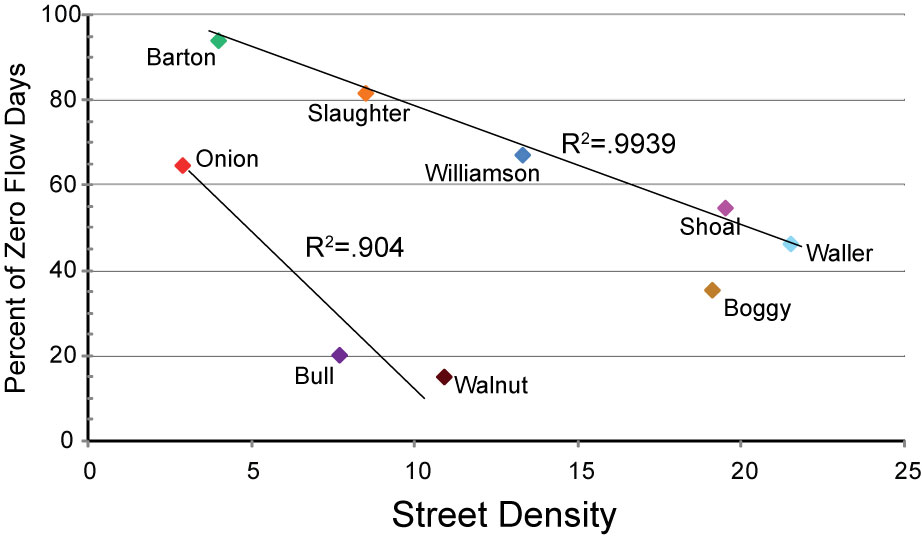 100
80
60
40
20
0
Percent of Zero Flow Days
Barton
Slaughter
R²=.9939
Onion
Williamson
Shoal
R²=.904
Waller
Boggy
Bull
Walnut
0 5 10 15 20 25
Street Density